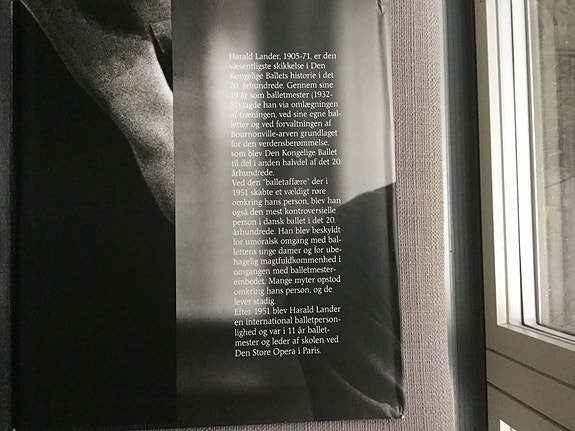 Harald Lander, 1905-71, er den
væsentligste skikkelse i Den
Kongelige Ballets historie i det
20. århundrede. Gennem sine
19 år som balletmester (1932-
51) lagde han via omlægningen
af træningen, ved sine egne bal-
letter og ved forvaltningen af
Bournonville-arven grundlaget
for den verdensberømmelse,
som blev Den Kongelige Ballet
til del i anden halvdel af det 20.
århundrede.
Ved den "balletaffære" der i
1951 skabte et vældigt røre
omkring hans person, blev han
også den mest kontroversielle
person i dansk ballet i det 20.
århundrede. Han blev beskyldt
for umoralsk omgang med bal-
lettens unge damer og for ube-
hagelig magtfuldkommenhed i
omgangen med balletmester-
embedet. Mange myter opstod
omkring hans person, og de
lever stadig.
Efter 1951 blev Harald Lander
en international balletperson-
lighed og var i 11 år ballet-
mester og leder af skolen ved
Den Store Opera i Paris.